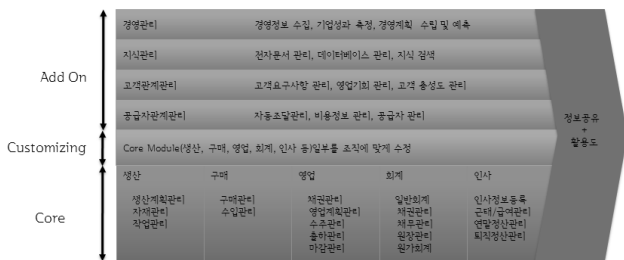 경영관리 경영정보 수집, 기업성과 측정, 경영계획 수립 및 예측
지식관리 전자문서 관리, 데이터베이스 관리, 지식 검색
Add On
고객관계관리 고객요구사항 관리, 영업기회 관리, 고객 충성도 관리
공급자관계관리 자동조달관리, 비용정보 관리, 공급자 관리
정보공유
+
활용도
Customizing
Core Module(생산, 구매, 영업, 회계, 인사 등)일부를 조직에 맞게 수정
Core
생산 구매 영업 회계 인사
생산계획관리 구매관리 채권관리 일반회계 인사정보등록
자재관리 수입관리 영업계획관리 채권관리 근태/급여관리
작업관리 수주관리 채무관리 연말정산관리
출하관리 원장관리 퇴직정산관리
마감관리 원가회계